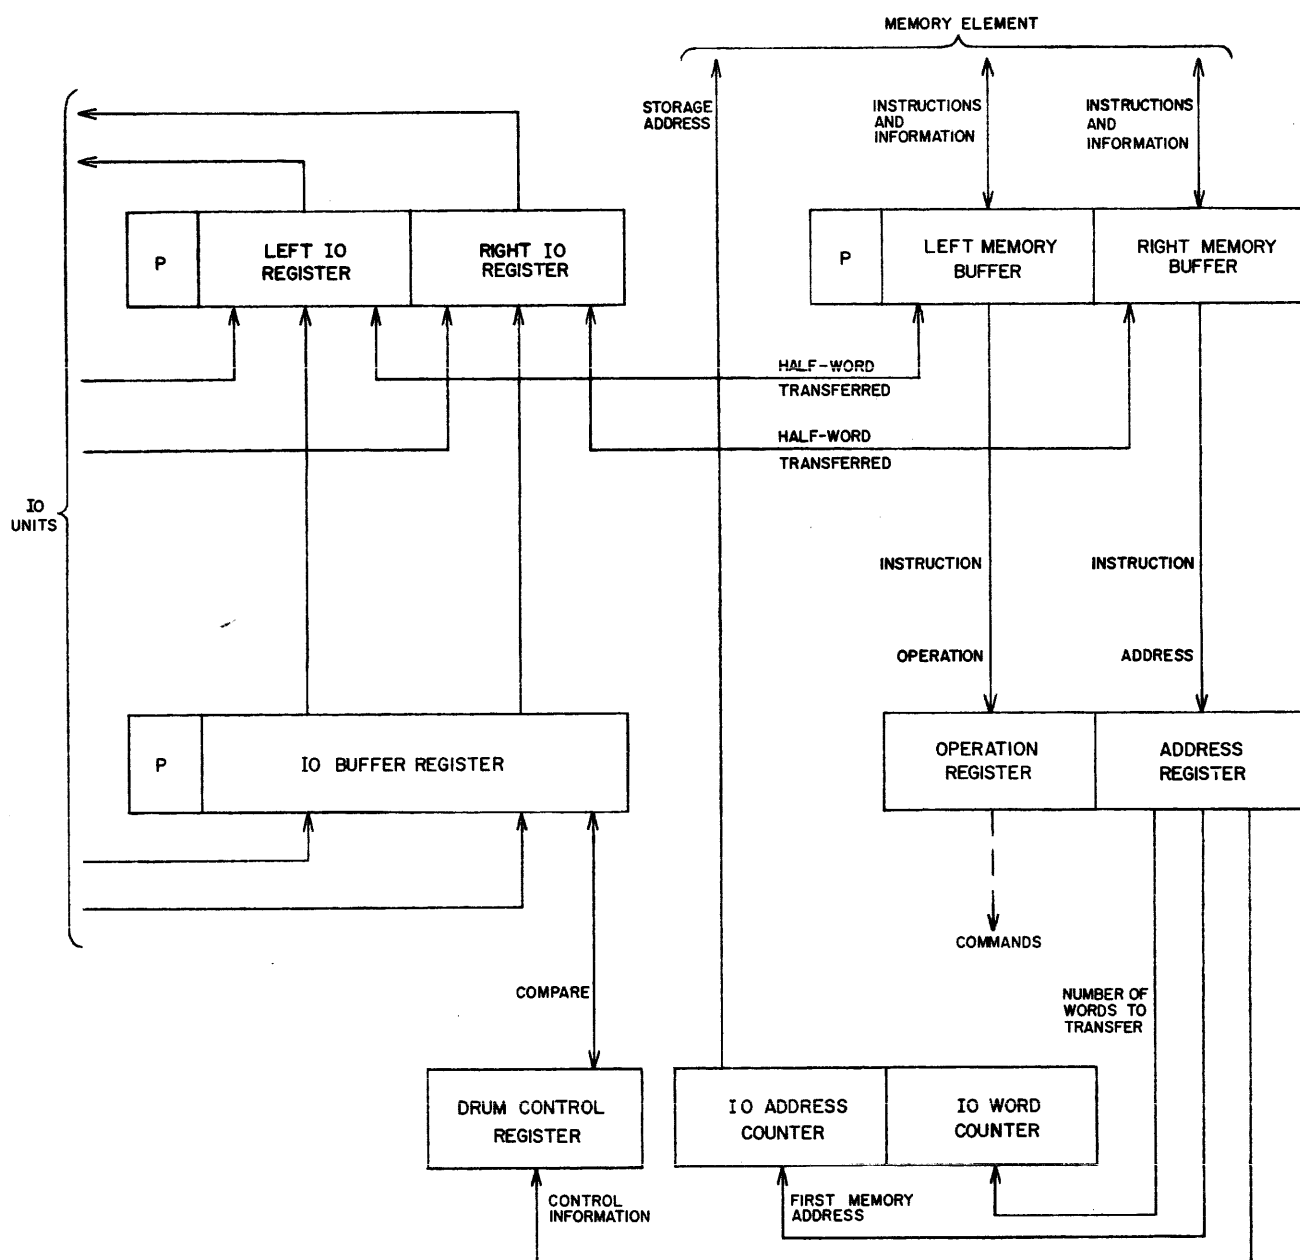 MEMORY ELEMENT
STORAGE
ADDRESS
INSTRUCTIONS
AND
INFORMATION
INSTRUCTIONS
AND
INFORMATION
P
LEFT IO
REGISTER
RIGHT IO
REGISTER
P
LEFT MEMORY
BUFFER
RIGHT MEMORY
BUFFER
HALF-WORD
TRANSFERRED
HALF-WORD
TRANSFERRED
IO
UNITS
INSTRUCTION
INSTRUCTION
OPERATION
ADDRESS
P
IO BUFFER REGISTER
OPERATION
REGISTER
ADDRESS
REGISTER
COMMANDS
COMPARE
NUMBER OF
WORDS TO
TRANSFER
DRUM CONTROL
REGISTER
IO ADDRESS
COUNTER
IO WORD
COUNTER
CONTROL
INFORMATION
FIRST MEMORY
ADDRESS